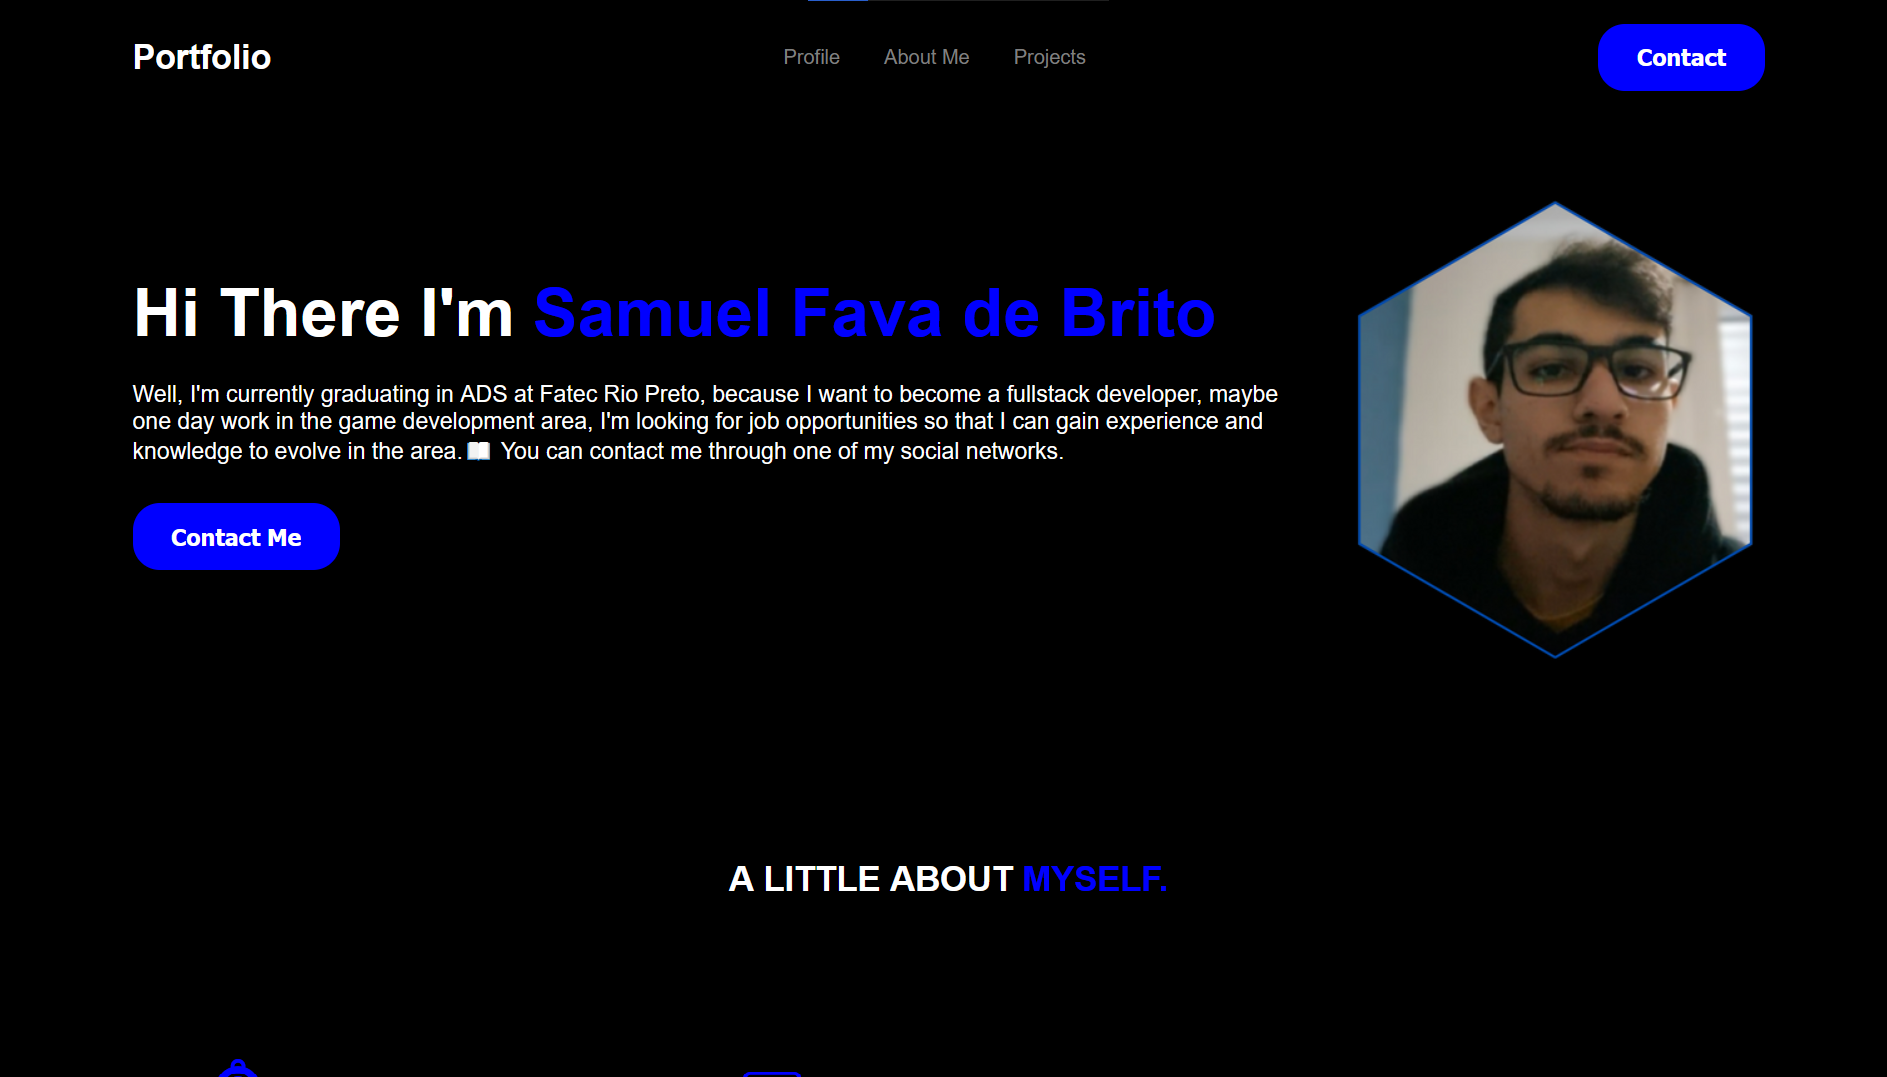 Portfolio
Profile About Me Projects
Contact
Hi There I'm Samuel Fava de Brito
Well, I'm currently graduating in ADS at Fatec Rio Preto, because I want to become a fullstack developer, maybe
one day work in the game development area, I'm looking for job opportunities so that I can gain experience and
knowledge to evolve in the area.📖 You can contact me through one of my social networks.
Contact Me
A LITTLE ABOUT MYSELF.